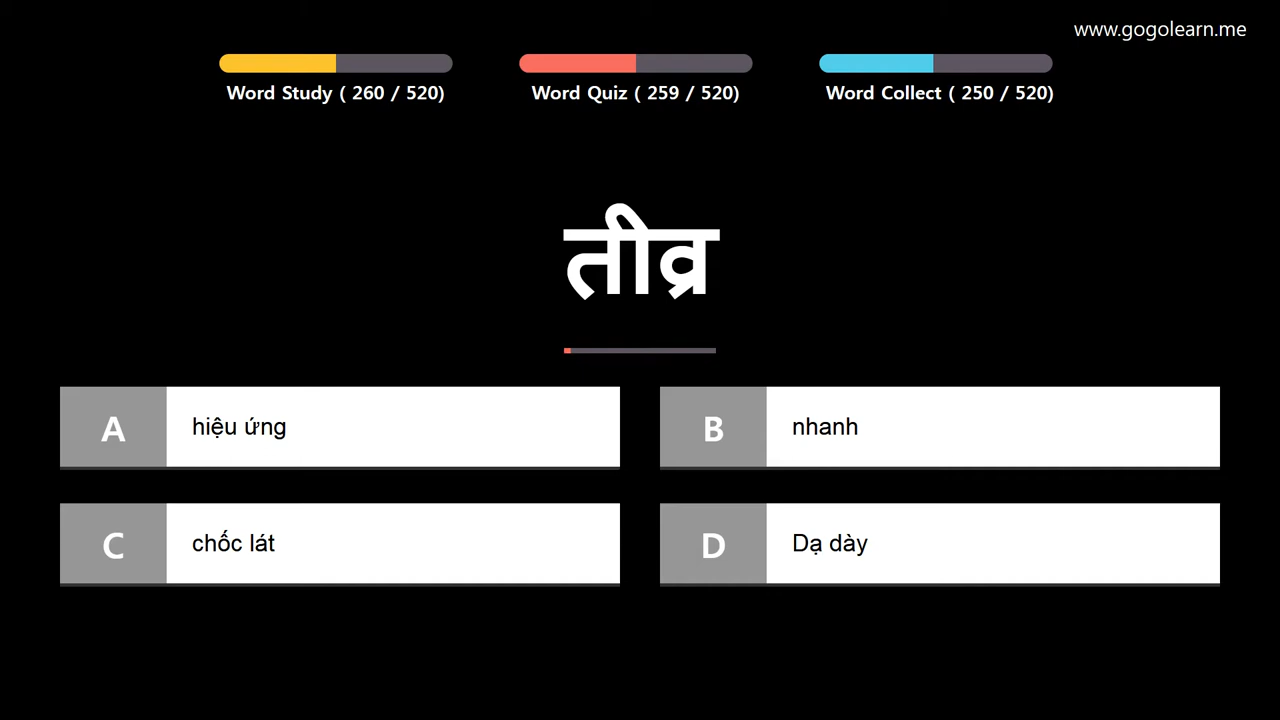 www.gogolearn.me
Word Study ( 260 / 520)
Word Quiz ( 259 / 520)
Word Collect ( 250 / 520)
तीव्र
A hiệu ứng
B nhanh
C chốc lát
D Dạ dày